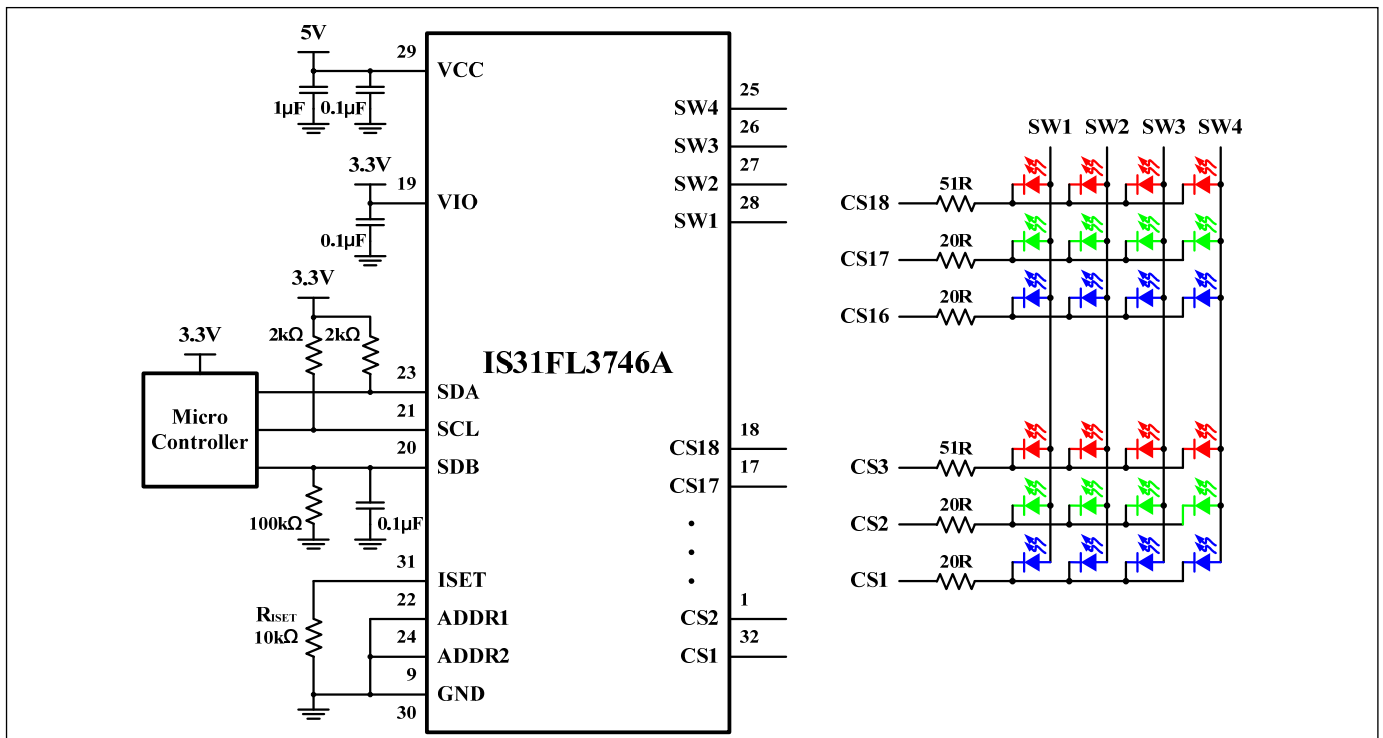 5V
29
VCC
1μF
0.1μF
3.3V
19
VIO
0.1μF
3.3V
2kΩ
2kΩ
3.3V
Micro
Controller
23
SDA
21
SCL
20
SDB
100kΩ
0.1μF
31
ISET
RISET
10kΩ
22
ADDR1
24
ADDR2
9
GND
30
IS31FL3746A
25
SW4
26
SW3
27
SW2
28
SW1
18
CS18
17
CS17
1
CS2
32
CS1
SW1 SW2 SW3 SW4
51R
CS18
20R
CS17
20R
CS16
51R
CS3
20R
CS2
20R
CS1